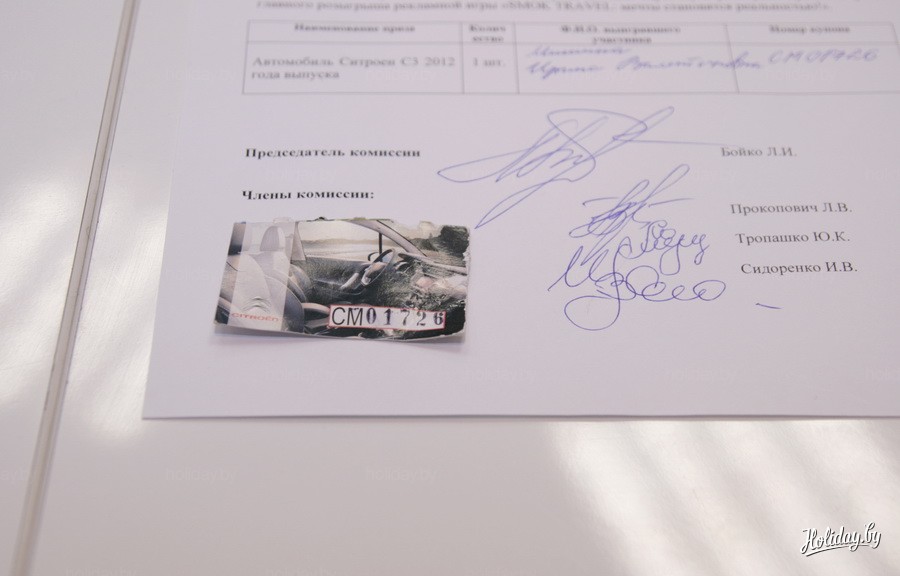 главного розыгрыша рекламной игры «SMOK TRAVEL: мечты становятся реальностью!».
Наименование приза Колич ество Ф.И.О. выигравшего участника Номер купона
Автомобиль Ситроен С3 2012 года выпуска 1 шт. Ирина Валентиновна СМ01726
Председатель комиссии Бойко Л.И.
Члены комиссии:
Прокопович Л.В.
Тропашко Ю.К.
Сидоренко И.В.
CITROËN
СМ01726
Holiday.by